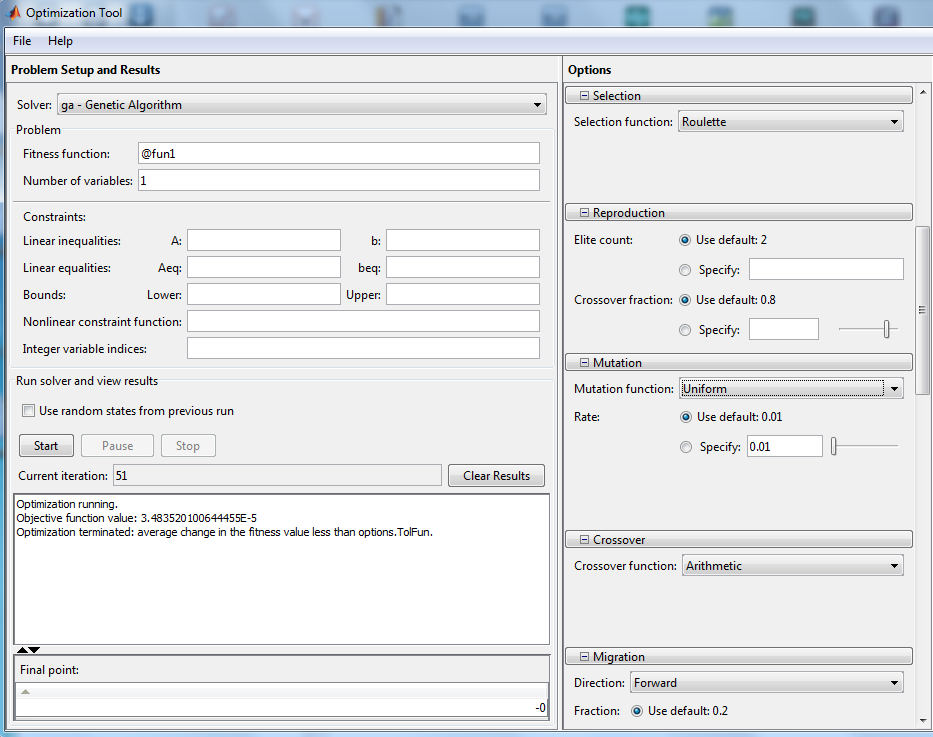 Optimization Tool
File Help
Problem Setup and Results
Solver: ga - Genetic Algorithm
Problem
Fitness function: @fun1
Number of variables: 1
Constraints:
Linear inequalities: A: b:
Linear equalities: Aeq: beq:
Bounds: Lower: Upper:
Nonlinear constraint function:
Integer variable indices:
Run solver and view results
Use random states from previous run
Start Pause Stop
Current iteration: 51 Clear Results
Optimization running.
Objective function value: 3.483520100644455E-5
Optimization terminated: average change in the fitness value less than options.TolFun.
Final point:
-0
Options
Selection
Selection function: Roulette
Reproduction
Elite count: Use default: 2
Specify:
Crossover fraction: Use default: 0.8
Specify:
Mutation
Mutation function: Uniform
Rate: Use default: 0.01
Specify: 0.01
Crossover
Crossover function: Arithmetic
Migration
Direction: Forward
Fraction: Use default: 0.2